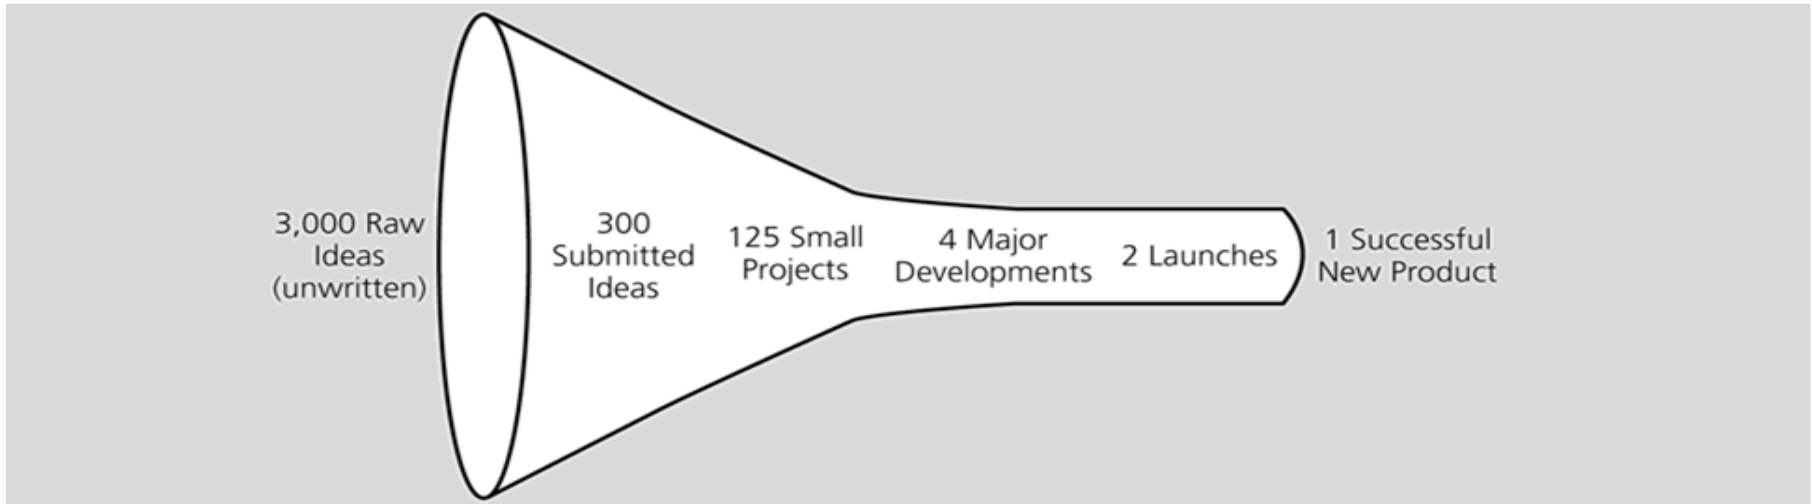 3,000 Raw
Ideas
(unwritten)
300
Submitted
Ideas
125 Small
Projects
4 Major
Developments
2 Launches
1 Successful
New Product